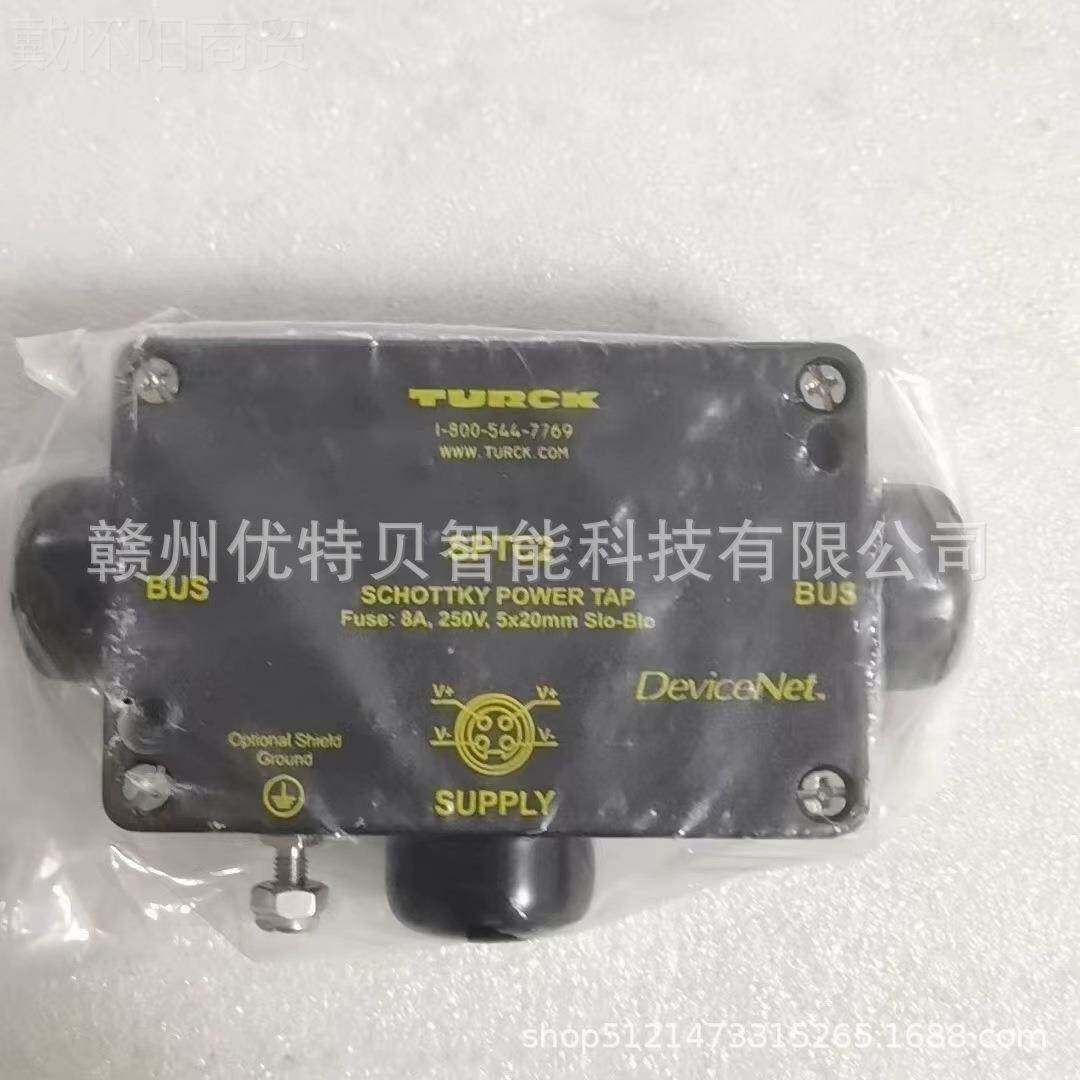 戴怀阳商贸
TURCK
1-800-544-7769
WWW.TURCK.COM
赣州优特贝智能科技有限公司
BUS
BUS
SCHOTTKY POWER TAP
Fuse: 8A, 250V, 5x20mm Slo-Blo
DeviceNet™
V+ V+
V- V-
Optional Shield
Ground
SUPPLY
shop5121473315265.1688.com